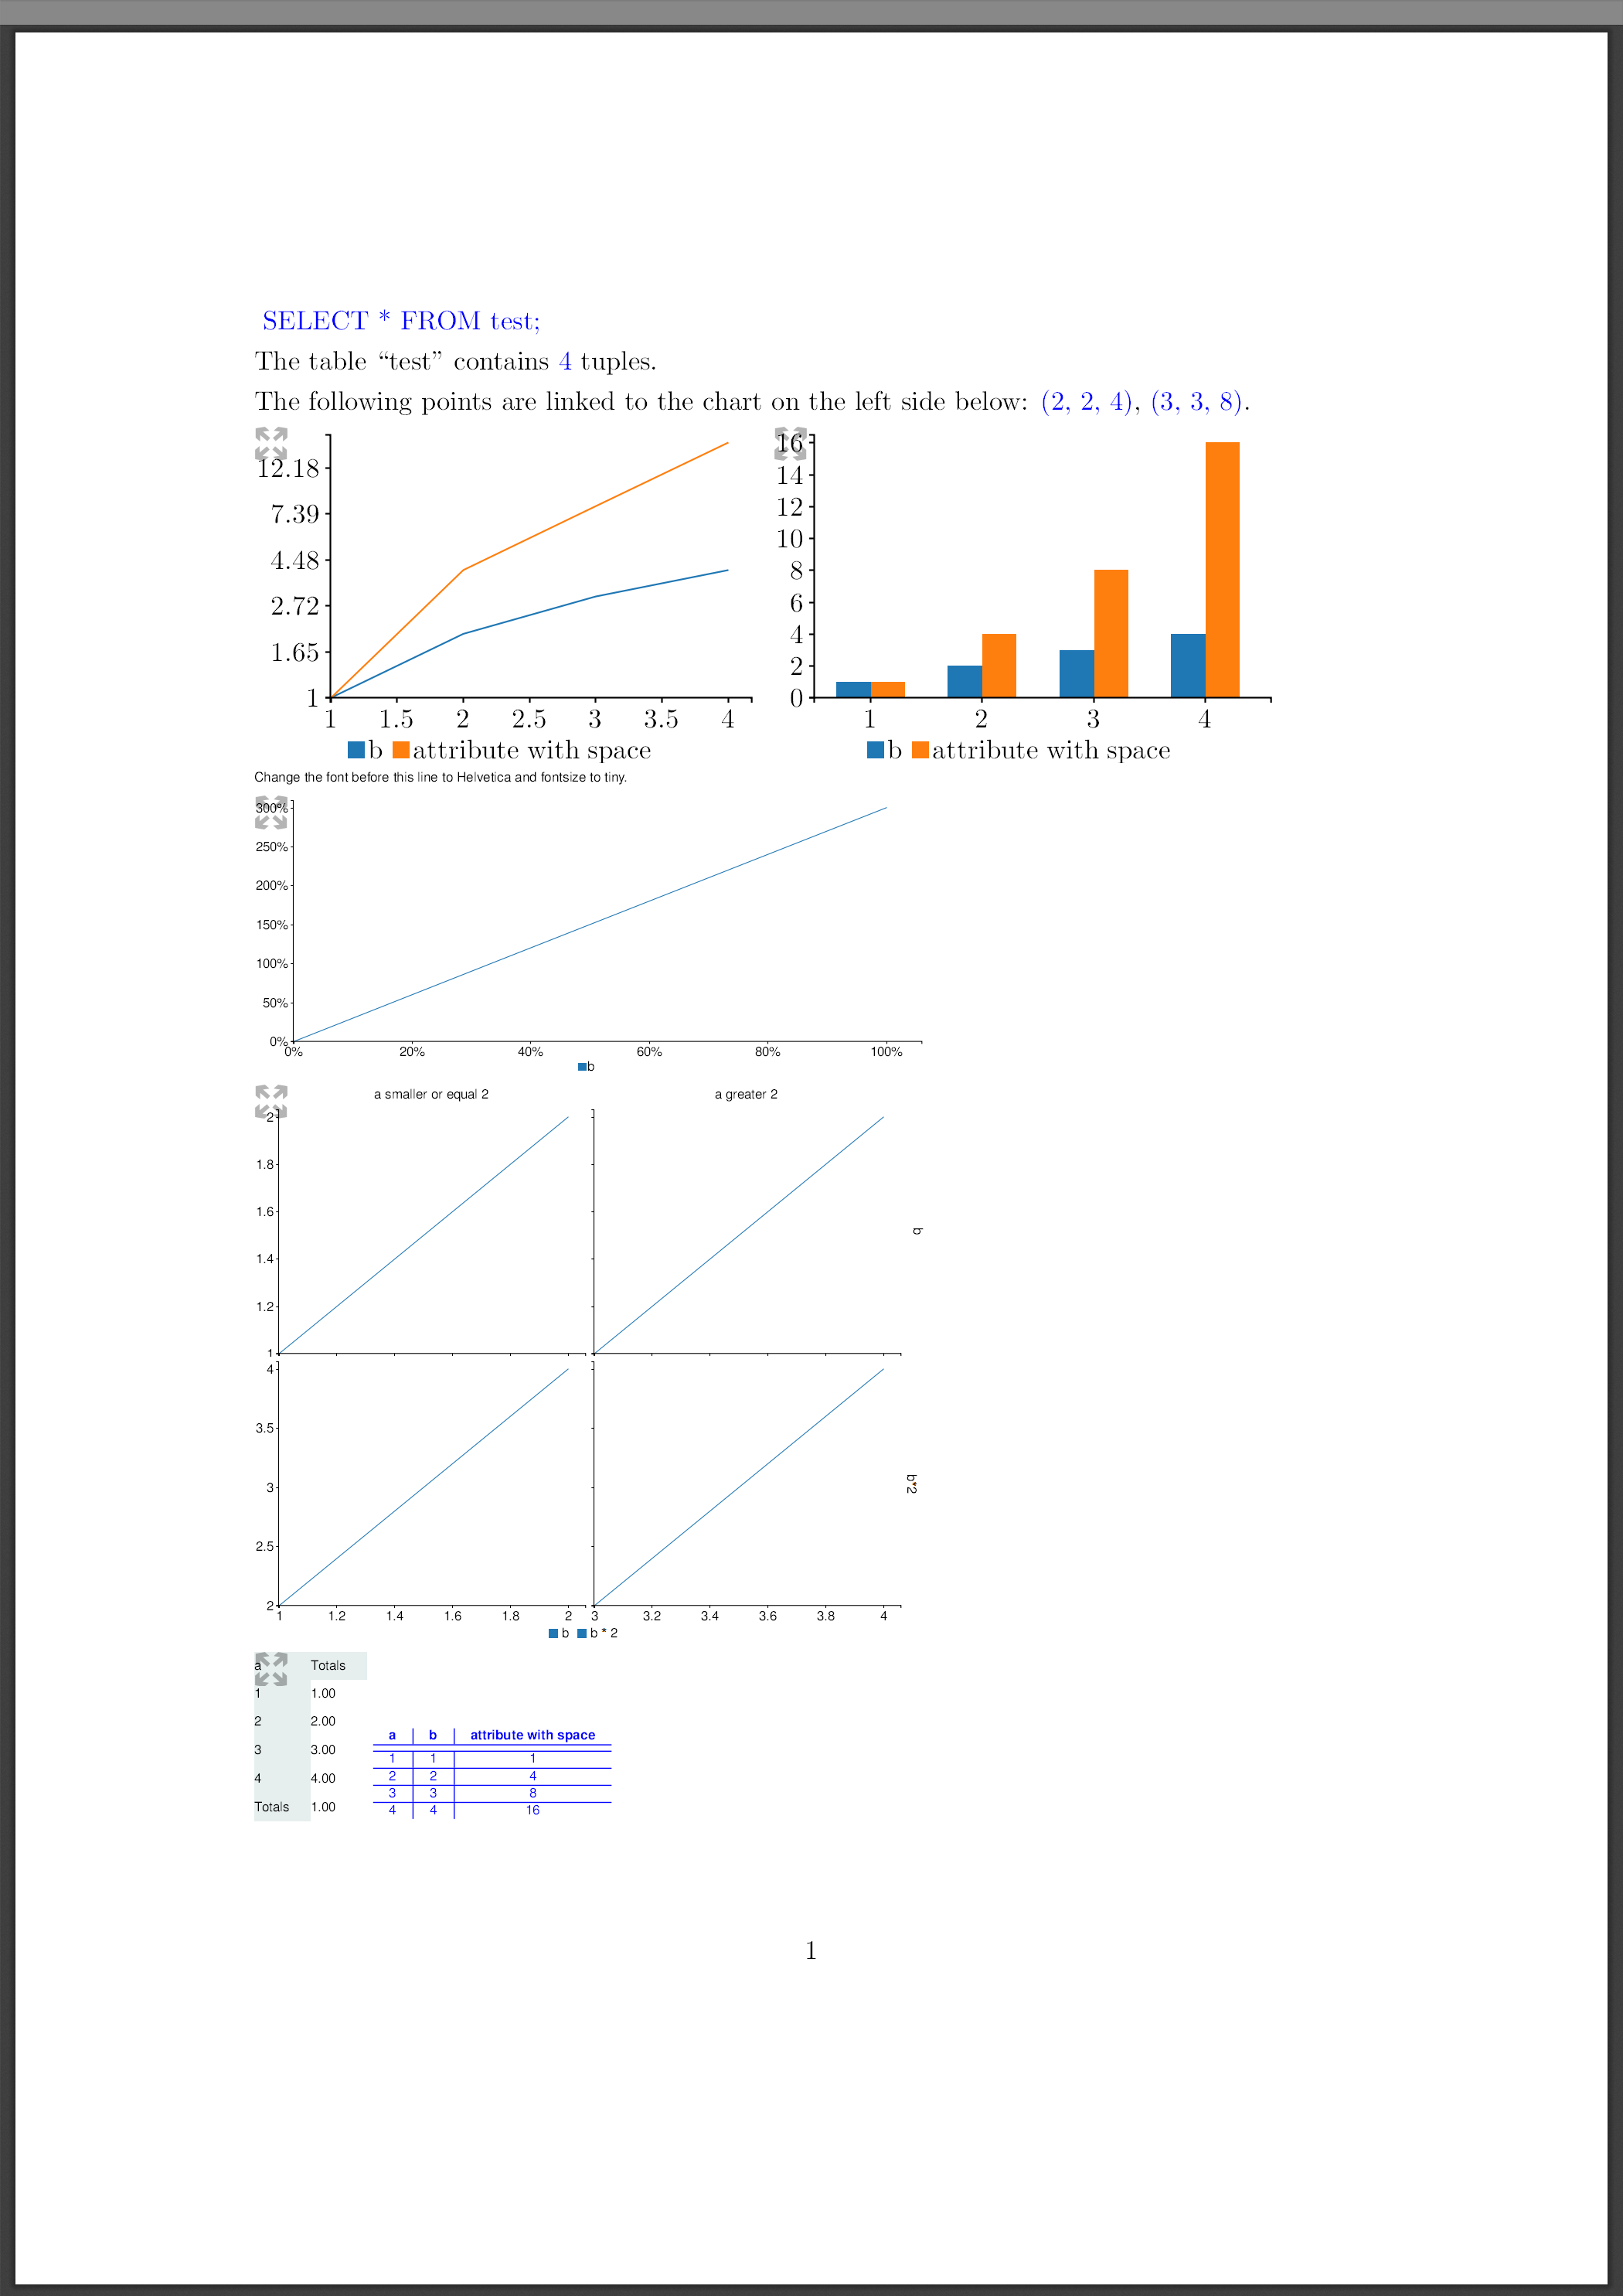 SELECT * FROM test;
The table “test” contains 4 tuples.
The following points are linked to the chart on the left side below: (2, 2, 4), (3, 3, 8).
12.18
7.39
4.48
2.72
1.65
1
1 1.5 2 2.5 3 3.5 4
b attribute with space
16
14
12
10
8
6
4
2
0
1 2 3 4
b attribute with space
Change the font before this line to Helvetica and fontsize to tiny.
300%
250%
200%
150%
100%
50%
0%
0% 20% 40% 60% 80% 100%
b
a smaller or equal 2 a greater 2
2
1.8
1.6
1.4
1.2
1
b
4
3.5
3
2.5
2
b*2
1 1.2 1.4 1.6 1.8 2 3 3.2 3.4 3.6 3.8 4
b b * 2
a Totals
1 1.00
2 2.00
3 3.00
4 4.00
Totals 1.00
a b attribute with space
1 1 1
2 2 4
3 3 8
4 4 16
1